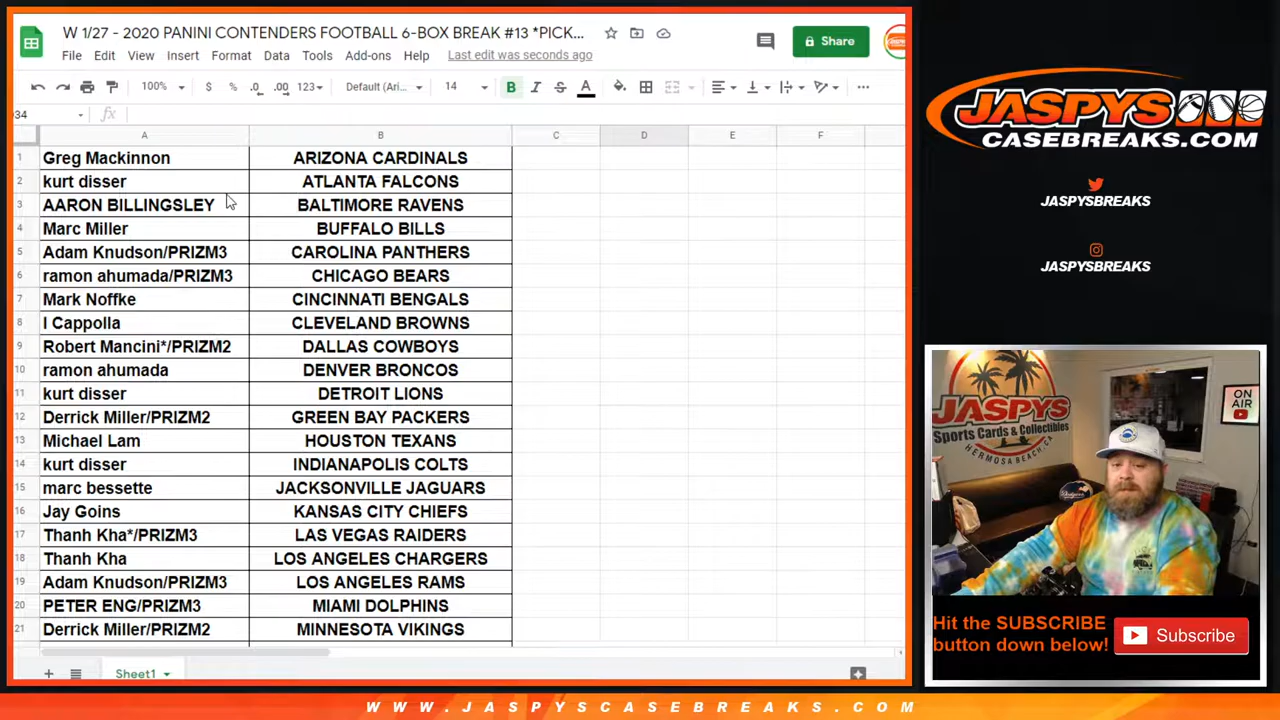 W 1/27 - 2020 PANINI CONTENDERS FOOTBALL 6-BOX BREAK #13 *PICK...
File Edit View Insert Format Data Tools Add-ons Help Last edit was seconds ago
Share
100% $ % .0 .00 123 Default (Ari... 14 B I S A
34 fx
A B C D E F
1 Greg Mackinnon ARIZONA CARDINALS
2 kurt disser ATLANTA FALCONS
3 AARON BILLINGSLEY BALTIMORE RAVENS
4 Marc Miller BUFFALO BILLS
5 Adam Knudson/PRIZM3 CAROLINA PANTHERS
6 ramon ahumada/PRIZM3 CHICAGO BEARS
7 Mark Noffke CINCINNATI BENGALS
8 I Cappolla CLEVELAND BROWNS
9 Robert Mancini*/PRIZM2 DALLAS COWBOYS
10 ramon ahumada DENVER BRONCOS
11 kurt disser DETROIT LIONS
12 Derrick Miller/PRIZM2 GREEN BAY PACKERS
13 Michael Lam HOUSTON TEXANS
14 kurt disser INDIANAPOLIS COLTS
15 marc bessette JACKSONVILLE JAGUARS
16 Jay Goins KANSAS CITY CHIEFS
17 Thanh Kha*/PRIZM3 LAS VEGAS RAIDERS
18 Thanh Kha LOS ANGELES CHARGERS
19 Adam Knudson/PRIZM3 LOS ANGELES RAMS
20 PETER ENG/PRIZM3 MIAMI DOLPHINS
21 Derrick Miller/PRIZM2 MINNESOTA VIKINGS
Sheet1
JASPYS
CASEBREAKS.COM
JASPYSBREAKS
JASPYSBREAKS
JASPYS
Sports Cards & Collectibles
HERMOSA BEACH, CA
ON AIR
Hit the SUBSCRIBE
button down below!
Subscribe
WWW.JASPYSCASEBREAKS.COM